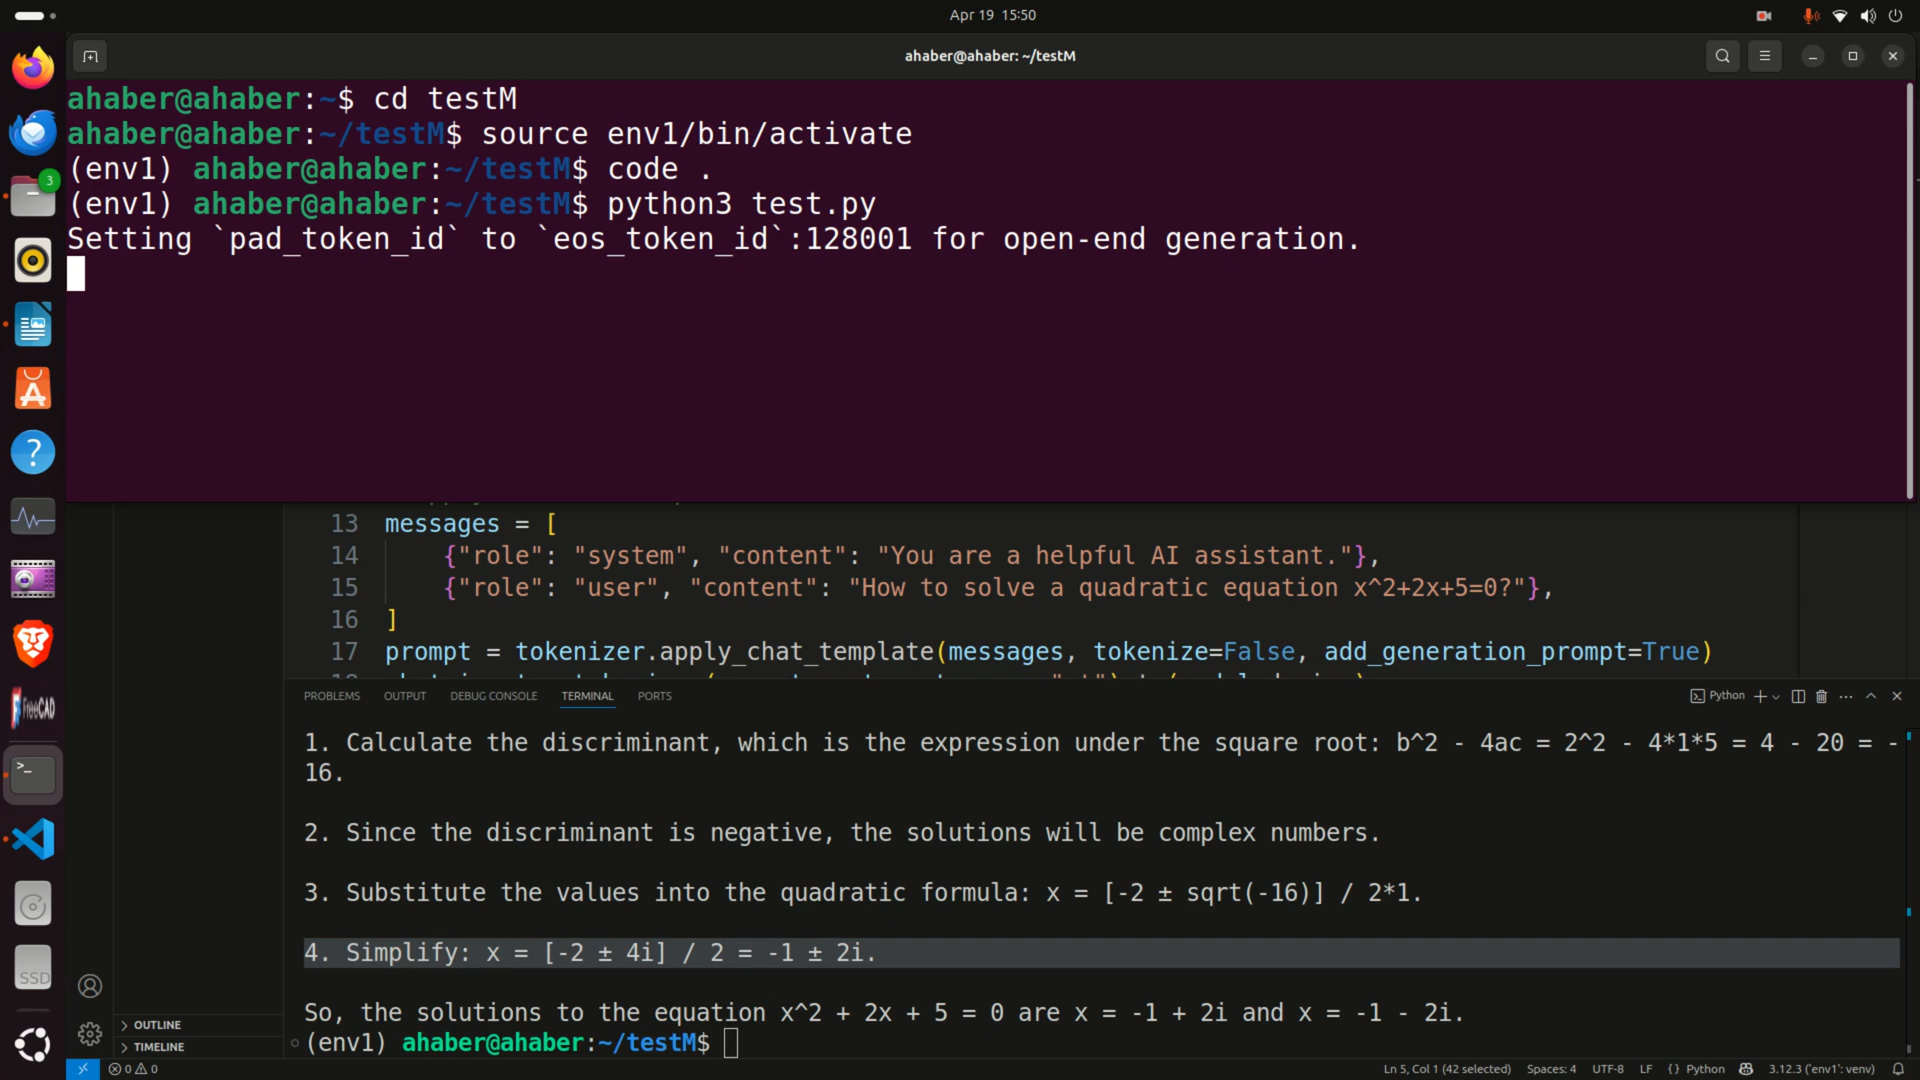 Apr 19 15:50
ahaber@ahaber: ~/testM
ahaber@ahaber:~$ cd testM
ahaber@ahaber:~/testM$ source env1/bin/activate
(env1) ahaber@ahaber:~/testM$ code .
(env1) ahaber@ahaber:~/testM$ python3 test.py
Setting `pad_token_id` to `eos_token_id`:128001 for open-end generation.
3
13 messages = [
14 {"role": "system", "content": "You are a helpful AI assistant."},
15 {"role": "user", "content": "How to solve a quadratic equation x^2+2x+5=0?"},
16 ]
17 prompt = tokenizer.apply_chat_template(messages, tokenize=False, add_generation_prompt=True)
PROBLEMS OUTPUT DEBUG CONSOLE TERMINAL PORTS Python
1. Calculate the discriminant, which is the expression under the square root: b^2 - 4ac = 2^2 - 4*1*5 = 4 - 20 = -
16.
2. Since the discriminant is negative, the solutions will be complex numbers.
3. Substitute the values into the quadratic formula: x = [-2 ± sqrt(-16)] / 2*1.
4. Simplify: x = [-2 ± 4i] / 2 = -1 ± 2i.
So, the solutions to the equation x^2 + 2x + 5 = 0 are x = -1 + 2i and x = -1 - 2i.
(env1) ahaber@ahaber:~/testM$
FreeCAD
SSD
OUTLINE
TIMELINE
0 0 Ln 5, Col 1 (42 selected) Spaces: 4 UTF-8 LF {} Python 3.12.3 ('env1': venv)